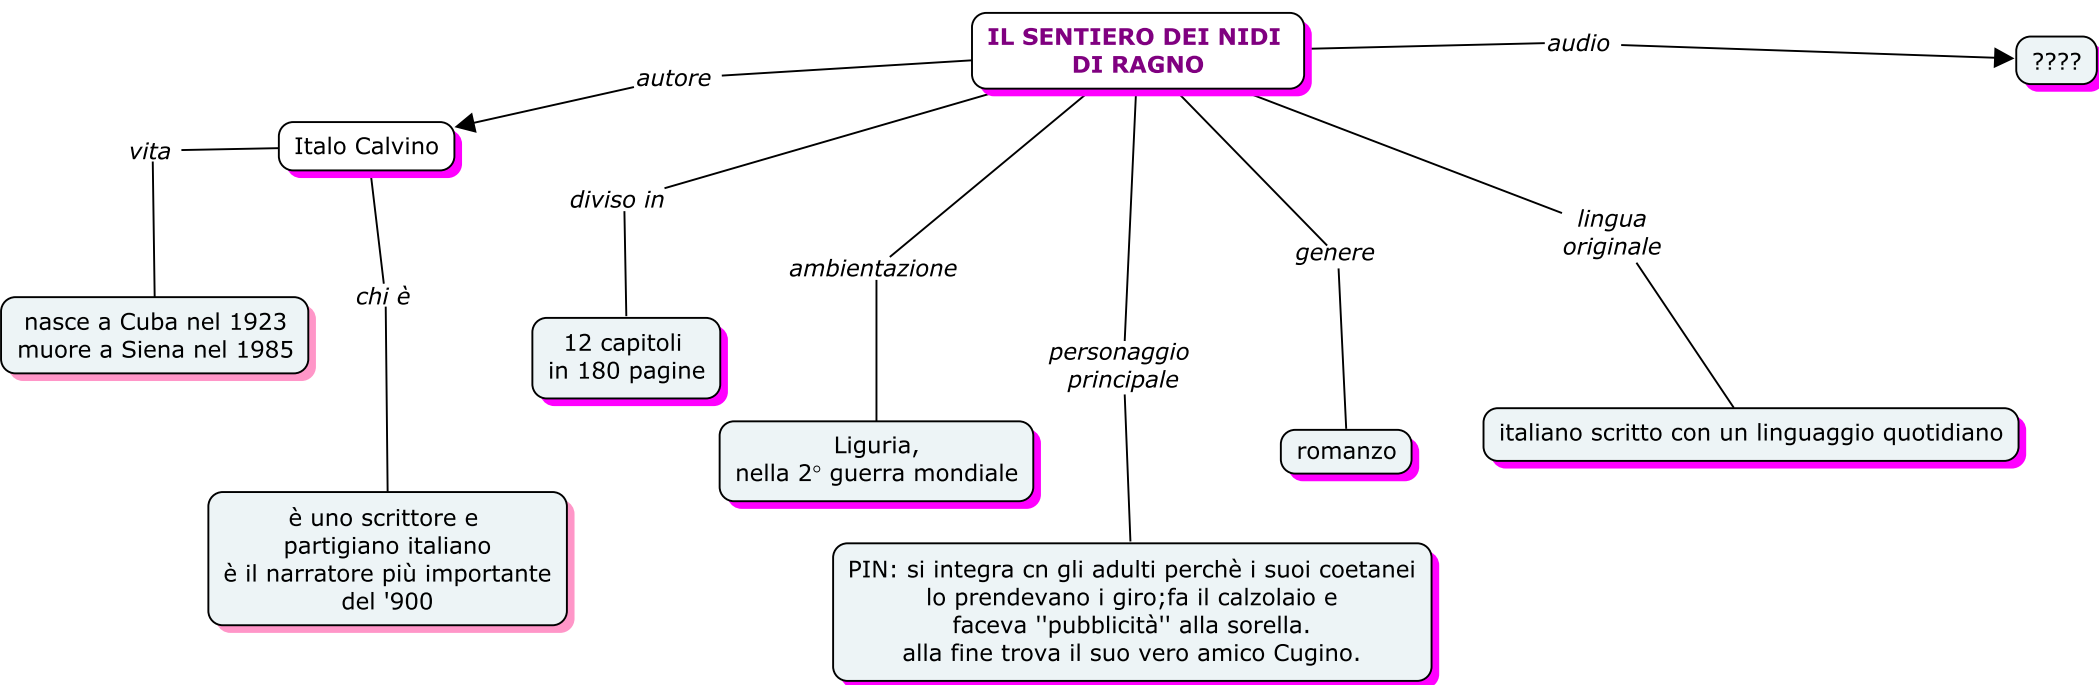 IL SENTIERO DEI NIDI
DI RAGNO
autore
audio
????
Italo Calvino
vita
nasce a Cuba nel 1923
muore a Siena nel 1985
chi è
è uno scrittore e
partigiano italiano
è il narratore più importante
del '900
diviso in
12 capitoli
in 180 pagine
ambientazione
Liguria,
nella 2° guerra mondiale
personaggio
principale
PIN: si integra cn gli adulti perchè i suoi coetanei
lo prendevano i giro;fa il calzolaio e
faceva "pubblicità" alla sorella.
alla fine trova il suo vero amico Cugino.
genere
romanzo
lingua
originale
italiano scritto con un linguaggio quotidiano